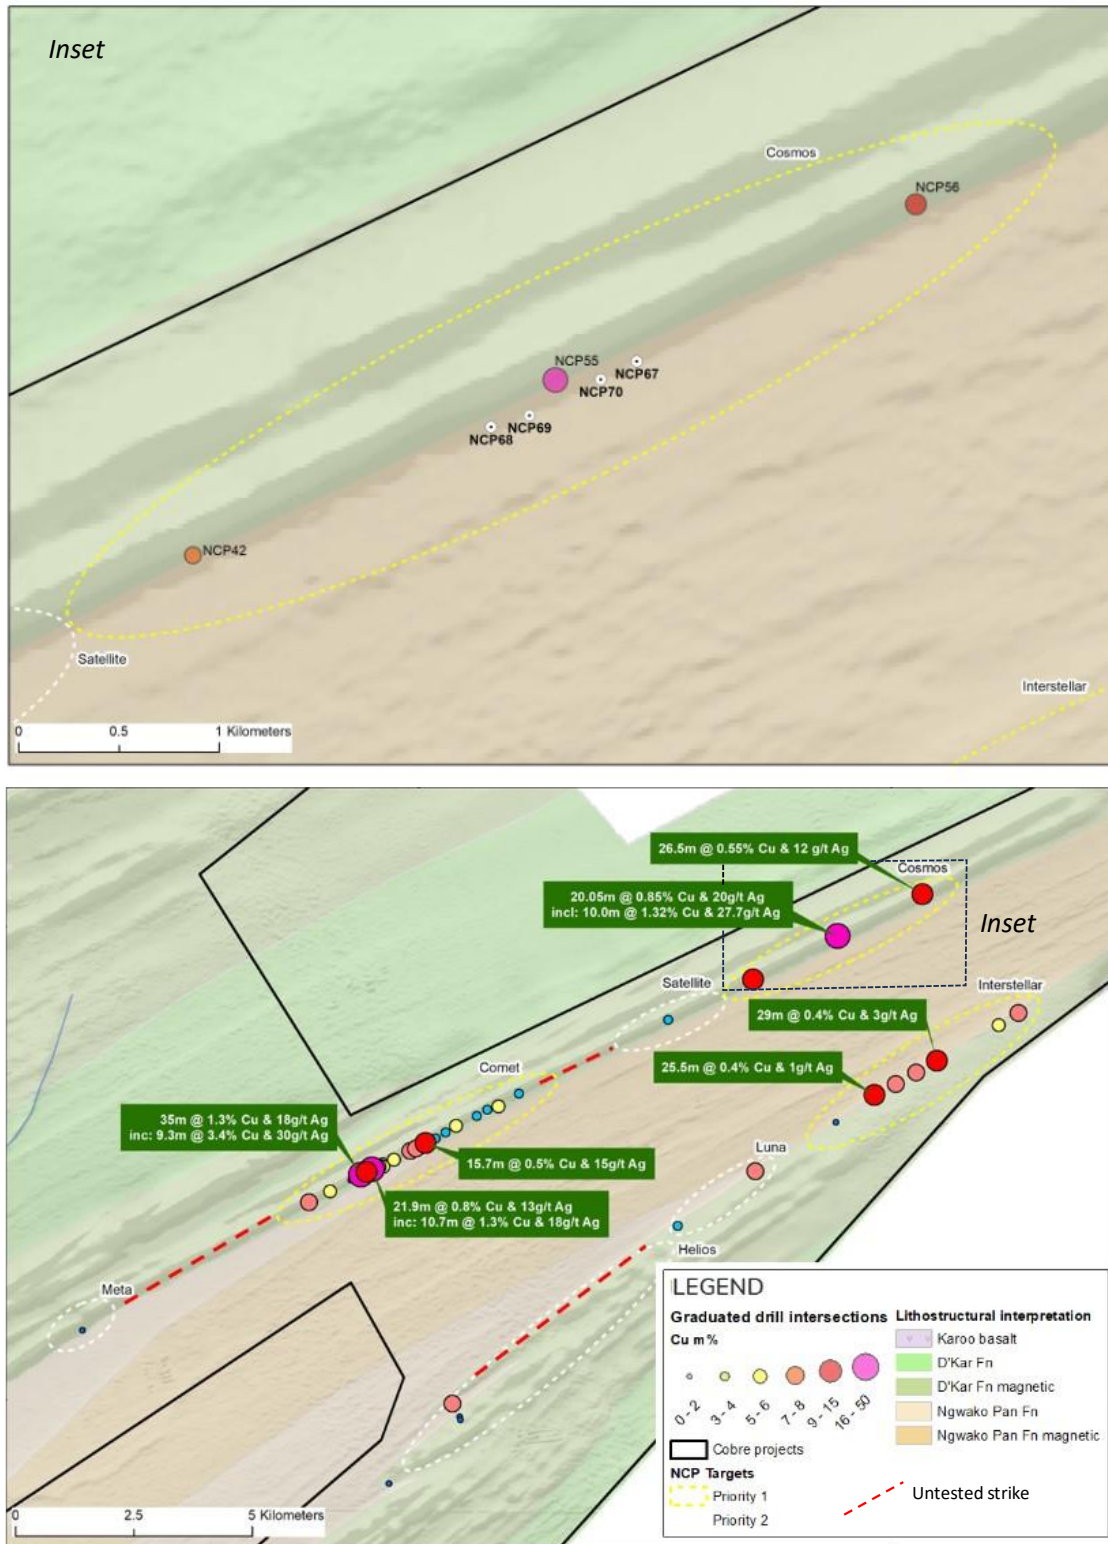 Inset
Cosmos
NCP56
NCP55
NCP67
NCP70
NCP69
NCP68
NCP42
Satellite
Interstellar
0 0.5 1 Kilometers
26.5m @ 0.55% Cu & 12 g/t Ag
Cosmos
20.05m @ 0.85% Cu & 20g/t Ag
incl: 10.0m @ 1.32% Cu & 27.7g/t Ag
Inset
Satellite
Interstellar
29m @ 0.4% Cu & 3g/t Ag
25.5m @ 0.4% Cu & 1g/t Ag
Comet
35m @ 1.3% Cu & 18g/t Ag
inc: 9.3m @ 3.4% Cu & 30g/t Ag
15.7m @ 0.5% Cu & 15g/t Ag
Luna
21.9m @ 0.8% Cu & 13g/t Ag
inc: 10.7m @ 1.3% Cu & 18g/t Ag
Helios
Meta
LEGEND
Graduated drill intersections
Cu m%
0 - 2
3 - 4
5 - 6
7 - 8
9 - 15
16 - 50
Cobre projects
NCP Targets
Priority 1
Priority 2
Lithostructural interpretation
Karoo basalt
D'Kar Fn
D'Kar Fn magnetic
Ngwako Pan Fn
Ngwako Pan Fn magnetic
Untested strike
0 2.5 5 Kilometers